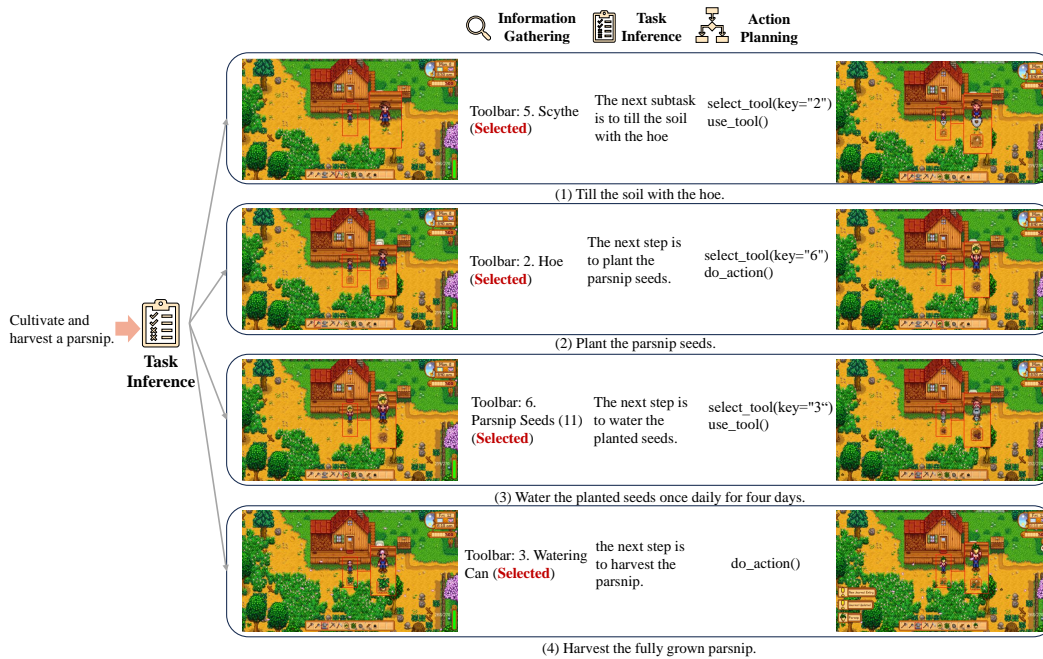 Information
Gathering
Task
Inference
Action
Planning
Cultivate and
harvest a parsnip.
Task
Inference
Toolbar: 5. Scythe
(Selected)
The next subtask
is to till the soil
with the hoe
select_tool(key="2")
use_tool()
(1) Till the soil with the hoe.
Toolbar: 2. Hoe
(Selected)
The next step is
to plant the
parsnip seeds.
select_tool(key="6")
do_action()
(2) Plant the parsnip seeds.
Toolbar: 6.
Parsnip Seeds (11)
(Selected)
The next step is
to water the
planted seeds.
select_tool(key="3“)
use_tool()
(3) Water the planted seeds once daily for four days.
Toolbar: 3. Watering
Can (Selected)
the next step is
to harvest the
parsnip.
do_action()
(4) Harvest the fully grown parsnip.